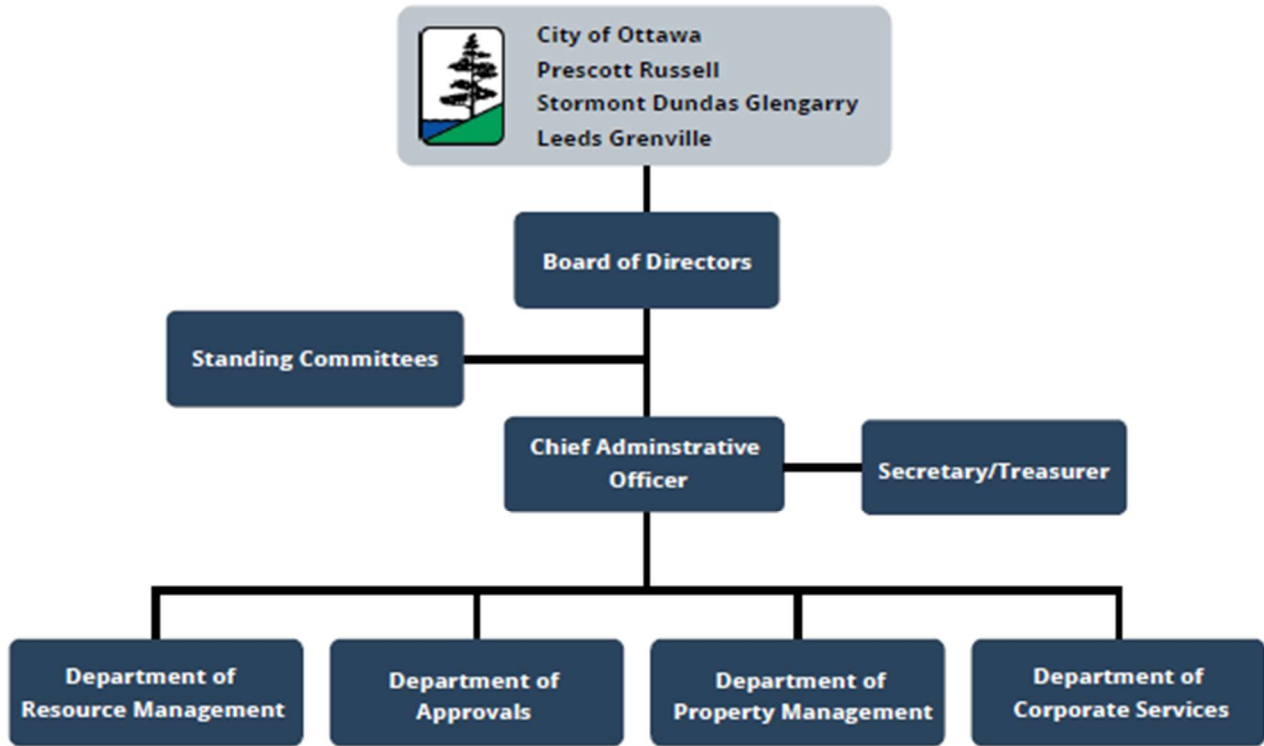 City of Ottawa
Prescott Russell
Stormont Dundas Glengarry
Leeds Grenville
Board of Directors
Standing Committees
Chief Adminstrative
Officer
Secretary/Treasurer
Department of
Resource Management
Department of
Approvals
Department of
Property Management
Department of
Corporate Services